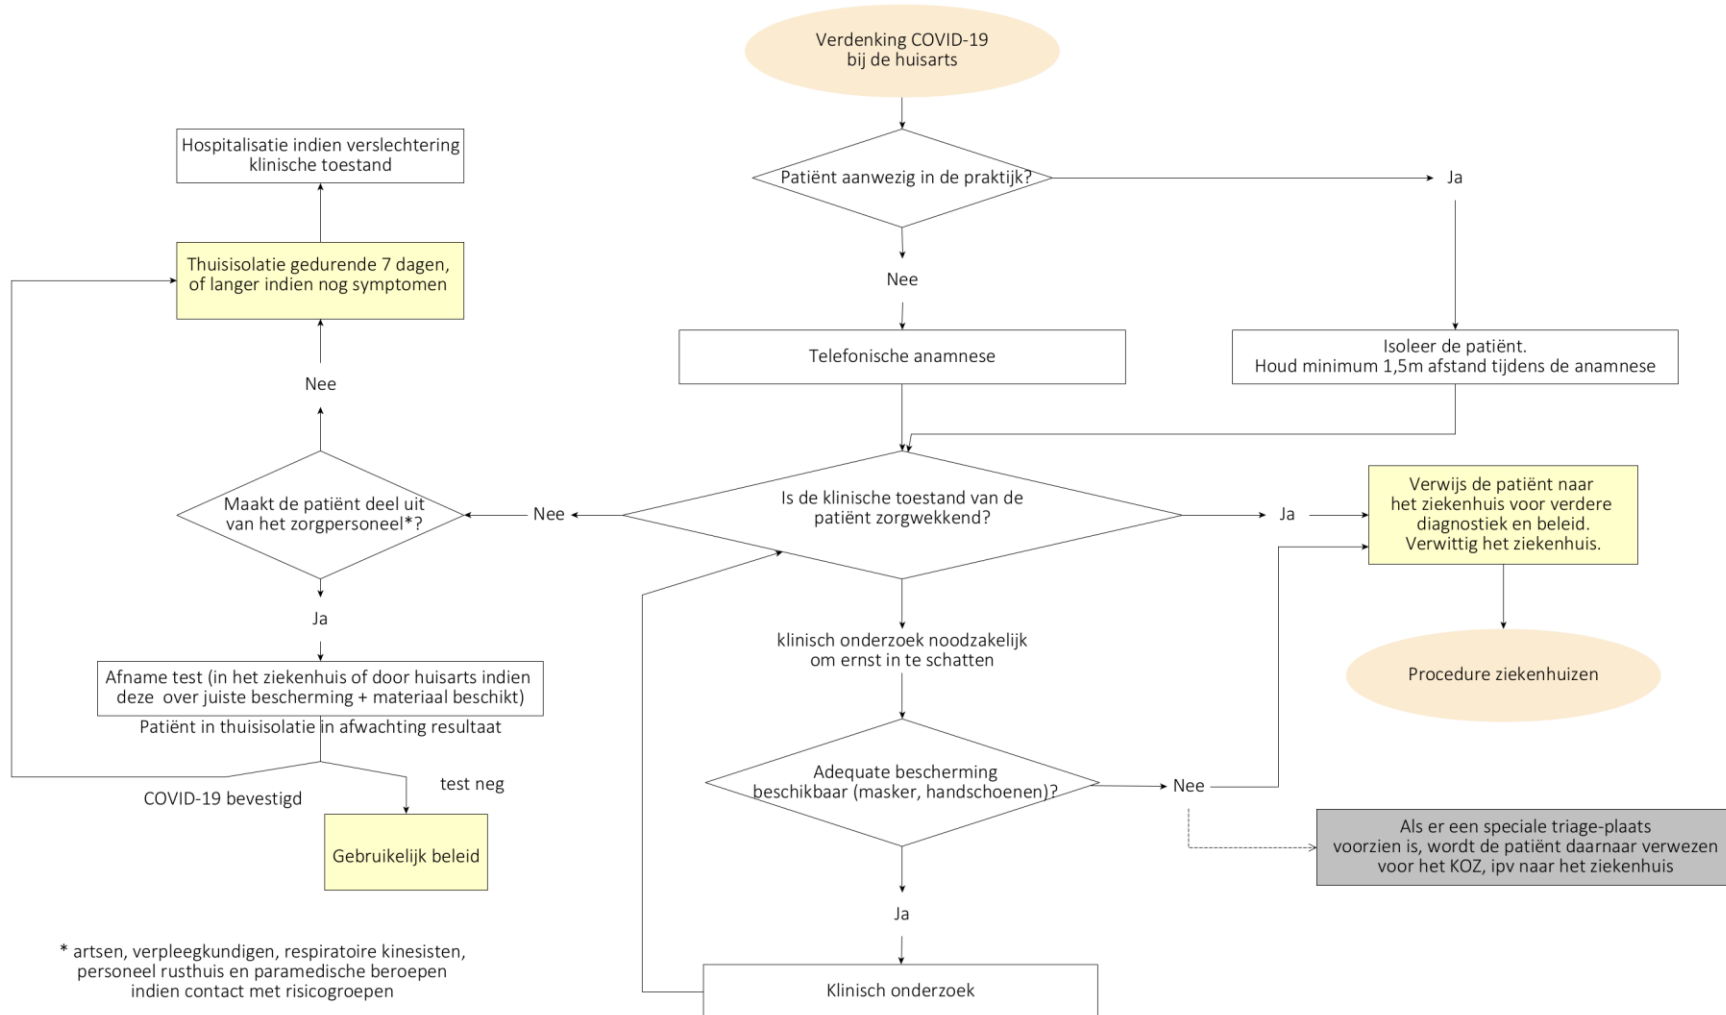 Verdenking COVID-19
bij de huisarts
Patiënt aanwezig in de praktijk?
Ja
Nee
Telefonische anamnese
Isoleer de patiënt.
Houd minimum 1,5m afstand tijdens de anamnese
Is de klinische toestand van de
patiënt zorgwekkend?
Ja
Verwijs de patiënt naar
het ziekenhuis voor verdere
diagnostiek en beleid.
Verwittig het ziekenhuis.
Procedure ziekenhuizen
klinisch onderzoek noodzakelijk
om ernst in te schatten
Adequate bescherming
beschikbaar (masker, handschoenen)?
Nee
Als er een speciale triage-plaats
voorzien is, wordt de patiënt daarnaar verwezen
voor het KOZ, ipv naar het ziekenhuis
Ja
Klinisch onderzoek
Nee
Maakt de patiënt deel uit
van het zorgpersoneel*?
Nee
Thuisisolatie gedurende 7 dagen,
of langer indien nog symptomen
Hospitalisatie indien verslechtering
klinische toestand
Ja
Afname test (in het ziekenhuis of door huisarts indien
deze over juiste bescherming + materiaal beschikt)
Patiënt in thuisisolatie in afwachting resultaat
COVID-19 bevestigd
test neg
Gebruikelijk beleid
* artsen, verpleegkundigen, respiratoire kinesisten,
personeel rusthuis en paramedische beroepen
indien contact met risicogroepen